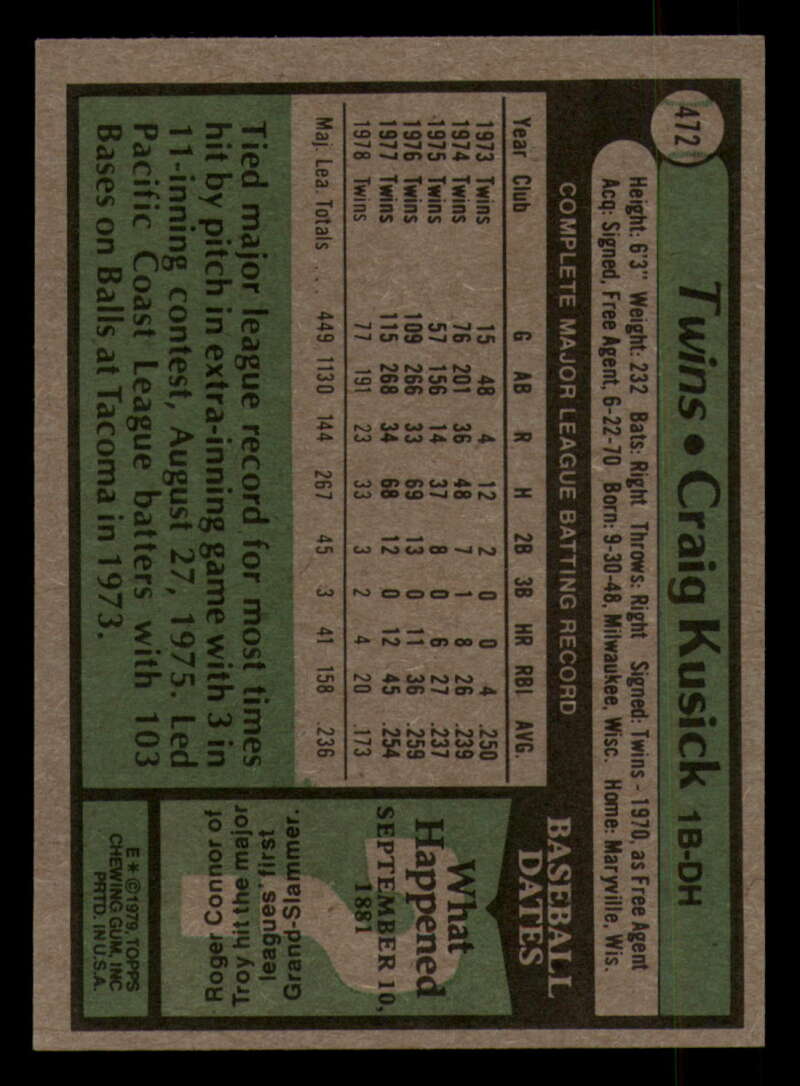 472
Twins • Craig Kusick 1B-DH
Height: 6'3" Weight: 232 Bats: Right Throws: Right Signed: Twins - 1970, as Free Agent
Acq: Signed, Free Agent, 6-22-70 Born: 9-30-48, Milwaukee, Wisc. Home: Maryville, Wis.
COMPLETE MAJOR LEAGUE BATTING RECORD
Year Club G AB R H 2B 3B HR RBI AVG.
1973 Twins 15 48 4 12 2 0 0 4 .250
1974 Twins 76 201 36 48 7 1 8 26 .239
1975 Twins 57 156 14 37 8 0 6 27 .237
1976 Twins 109 266 33 69 13 0 11 36 .259
1977 Twins 115 268 34 68 12 0 12 45 .254
1978 Twins 77 191 23 33 3 2 4 20 .173
Maj. Lea. Totals .... 449 1130 144 267 45 3 41 158 .236
Tied major league record for most times
hit by pitch in extra-inning game with 3 in
11-inning contest, August 27, 1975. Led
Pacific Coast League batters with 103
Bases on Balls at Tacoma in 1973.
BASEBALL
DATES
What
Happened
SEPTEMBER 10,
1881
Roger Connor of
Troy hit the major
leagues' first
Grand-Slammer.
E * © 1979, TOPPS
CHEWING GUM, INC
PRTD. IN U.S.A.